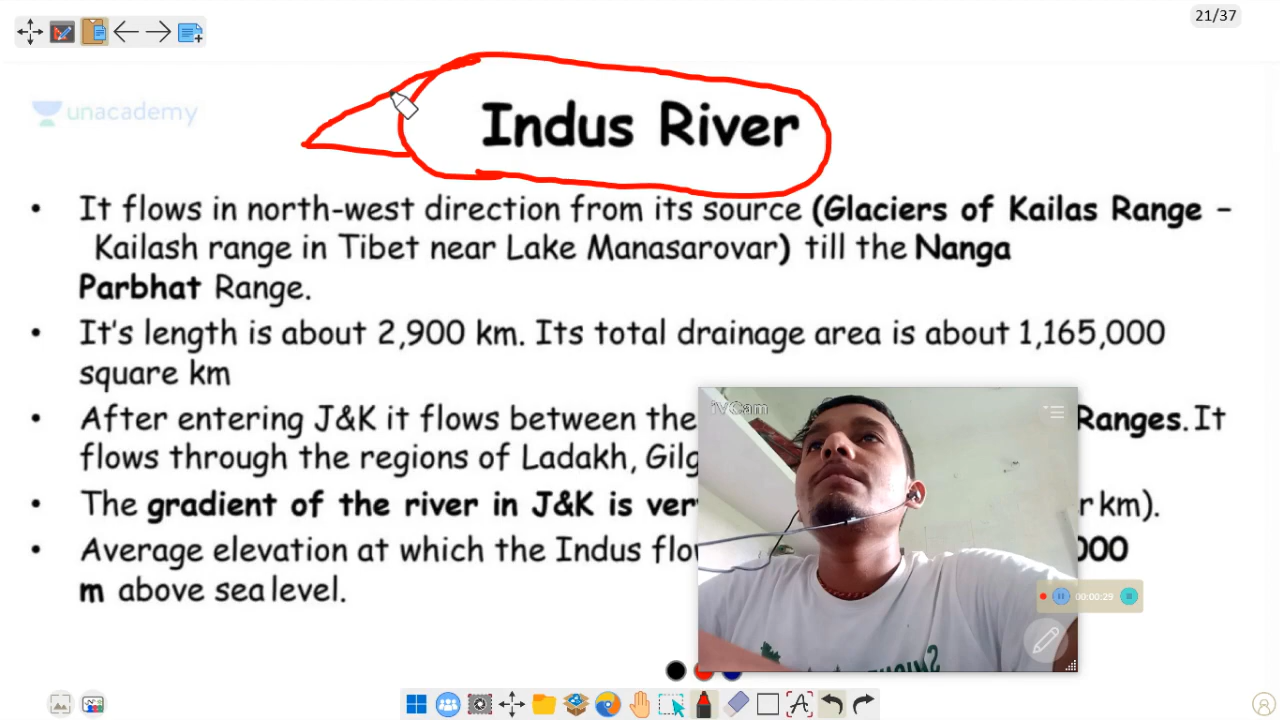 21/37
unacademy
Indus River
• It flows in north-west direction from its source (Glaciers of Kailas Range –
Kailash range in Tibet near Lake Manasarovar) till the Nanga
Parbhat Range.
• It's length is about 2,900 km. Its total drainage area is about 1,165,000
square km
• After entering J&K it flows between the Ranges. It
flows through the regions of Ladakh,
• The gradient of the river in J&K is km).
• Average elevation at which the Indus 
m above sea level.
iVCam
00:00:29